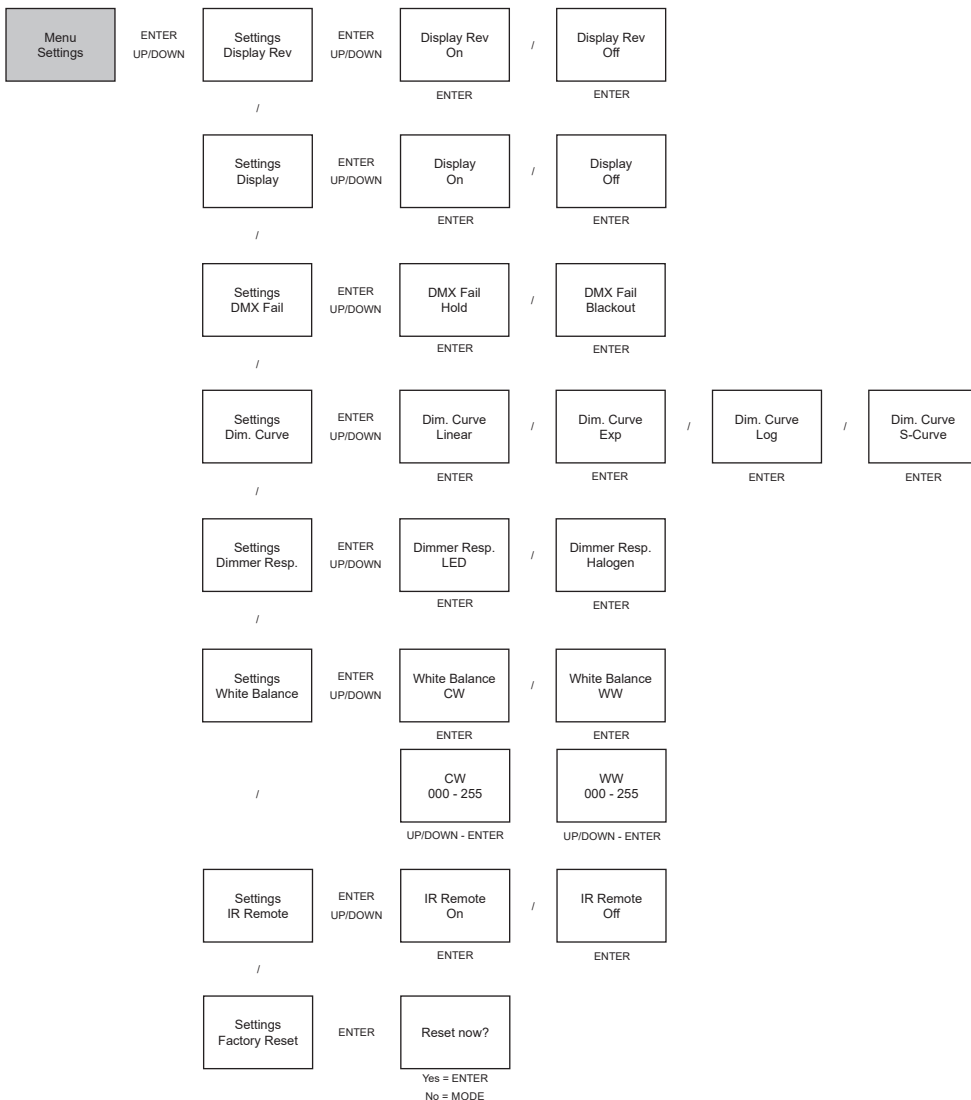 Menu
Settings
ENTER
UP/DOWN
Settings
Display Rev
ENTER
UP/DOWN
Display Rev
On
ENTER
/
Display Rev
Off
ENTER
/
Settings
Display
ENTER
UP/DOWN
Display
On
ENTER
/
Display
Off
ENTER
/
Settings
DMX Fail
ENTER
UP/DOWN
DMX Fail
Hold
ENTER
/
DMX Fail
Blackout
ENTER
/
Settings
Dim. Curve
ENTER
UP/DOWN
Dim. Curve
Linear
ENTER
/
Dim. Curve
Exp
ENTER
/
Dim. Curve
Log
ENTER
/
Dim. Curve
S-Curve
ENTER
/
Settings
Dimmer Resp.
ENTER
UP/DOWN
Dimmer Resp.
LED
ENTER
/
Dimmer Resp.
Halogen
ENTER
/
Settings
White Balance
ENTER
UP/DOWN
White Balance
CW
ENTER
/
White Balance
WW
ENTER
/
CW
000 - 255
UP/DOWN - ENTER
WW
000 - 255
UP/DOWN - ENTER
Settings
IR Remote
ENTER
UP/DOWN
IR Remote
On
ENTER
/
IR Remote
Off
ENTER
/
Settings
Factory Reset
ENTER
Reset now?
Yes = ENTER
No = MODE